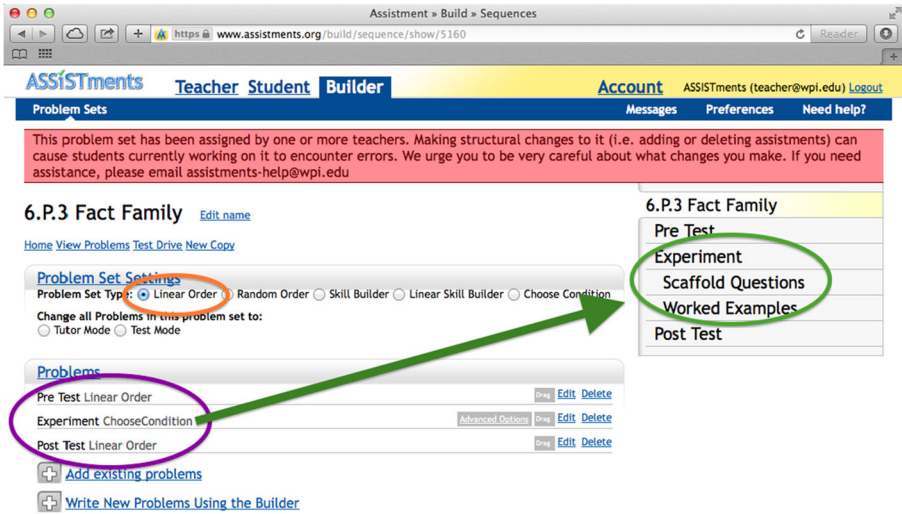 Assistment » Build » Sequences
https www.assistments.org/build/sequence/show/5160
Reader
ASSiSTments
Teacher Student Builder
Account ASSISTments (teacher@wpi.edu) Logout
Problem Sets
Messages Preferences Need help?
This problem set has been assigned by one or more teachers. Making structural changes to it (i.e. adding or deleting assistments) can
cause students currently working on it to encounter errors. We urge you to be very careful about what changes you make. If you need
assistance, please email assistments-help@wpi.edu
6.P.3 Fact Family Edit name
Home View Problems Test Drive New Copy
Problem Set Settings
Problem Set Type: Linear Order Random Order Skill Builder Linear Skill Builder Choose Condition
Change all Problems in this problem set to:
Tutor Mode Test Mode
Problems
Pre Test Linear Order Drag Edit Delete
Experiment ChooseCondition Advanced Options Drag Edit Delete
Post Test Linear Order Drag Edit Delete
Add existing problems
Write New Problems Using the Builder
6.P.3 Fact Family
Pre Test
Experiment
Scaffold Questions
Worked Examples
Post Test